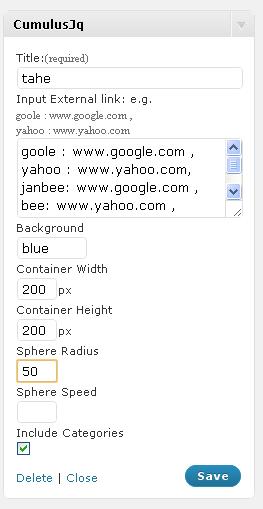 CumulusJq
Title:(required)
tahe
Input External link: e.g.
goole : www.google.com ,
yahoo : www.yahoo.com
goole : www.google.com ,
yahoo : www.yahoo.com,
janbee: www.google.com ,
bee: www.yahoo.com ,
Background
blue
Container Width
200 px
Container Height
200 px
Sphere Radius
50
Sphere Speed
Include Categories
Delete | Close Save